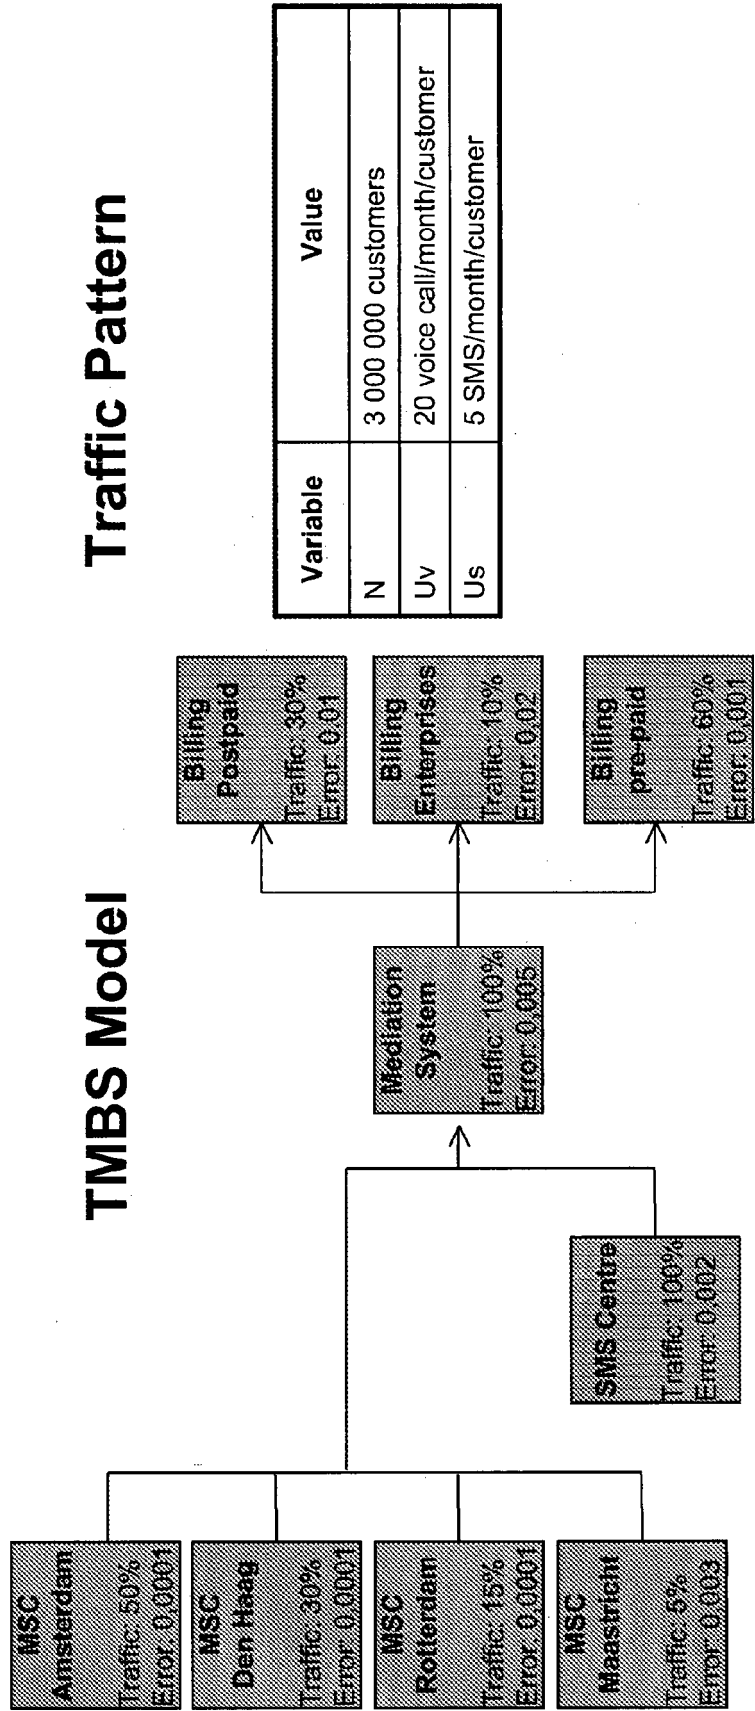 TMBS Model
Traffic Pattern
MSC
Amsterdam
Traffic: 50%
Error: 0.0001
MSC
Den Haag
Traffic: 30%
Error: 0.0001
MSC
Rotterdam
Traffic: 15%
Error: 0.0001
MSC
Maastricht
Traffic: 5%
Error: 0.003
SMS Centre
Traffic: 100%
Error: 0.002
Mediation
System
Traffic: 100%
Error: 0.005
Billing
Postpaid
Traffic: 30%
Error: 0.01
Billing
Enterprises
Traffic: 10%
Error: 0.02
Billing
pre-paid
Traffic: 60%
Error: 0.001
Variable Value
N 3 000 000 customers
Uv 20 voice call/month/customer
Us 5 SMS/month/customer